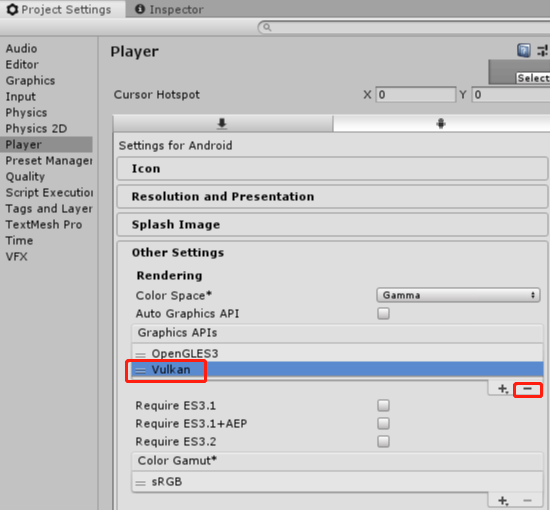 Project Settings
Inspector
Audio
Editor
Graphics
Input
Physics
Physics 2D
Player
Preset Manager
Quality
Script Execution
Tags and Layer
TextMesh Pro
Time
VFX
Player
Select
Cursor Hotspot X 0 Y 0
Settings for Android
Icon
Resolution and Presentation
Splash Image
Other Settings
Rendering
Color Space* Gamma
Auto Graphics API
Graphics APIs
= OpenGLES3
= Vulkan
+ −
Require ES3.1
Require ES3.1+AEP
Require ES3.2
Color Gamut*
= sRGB
+ −